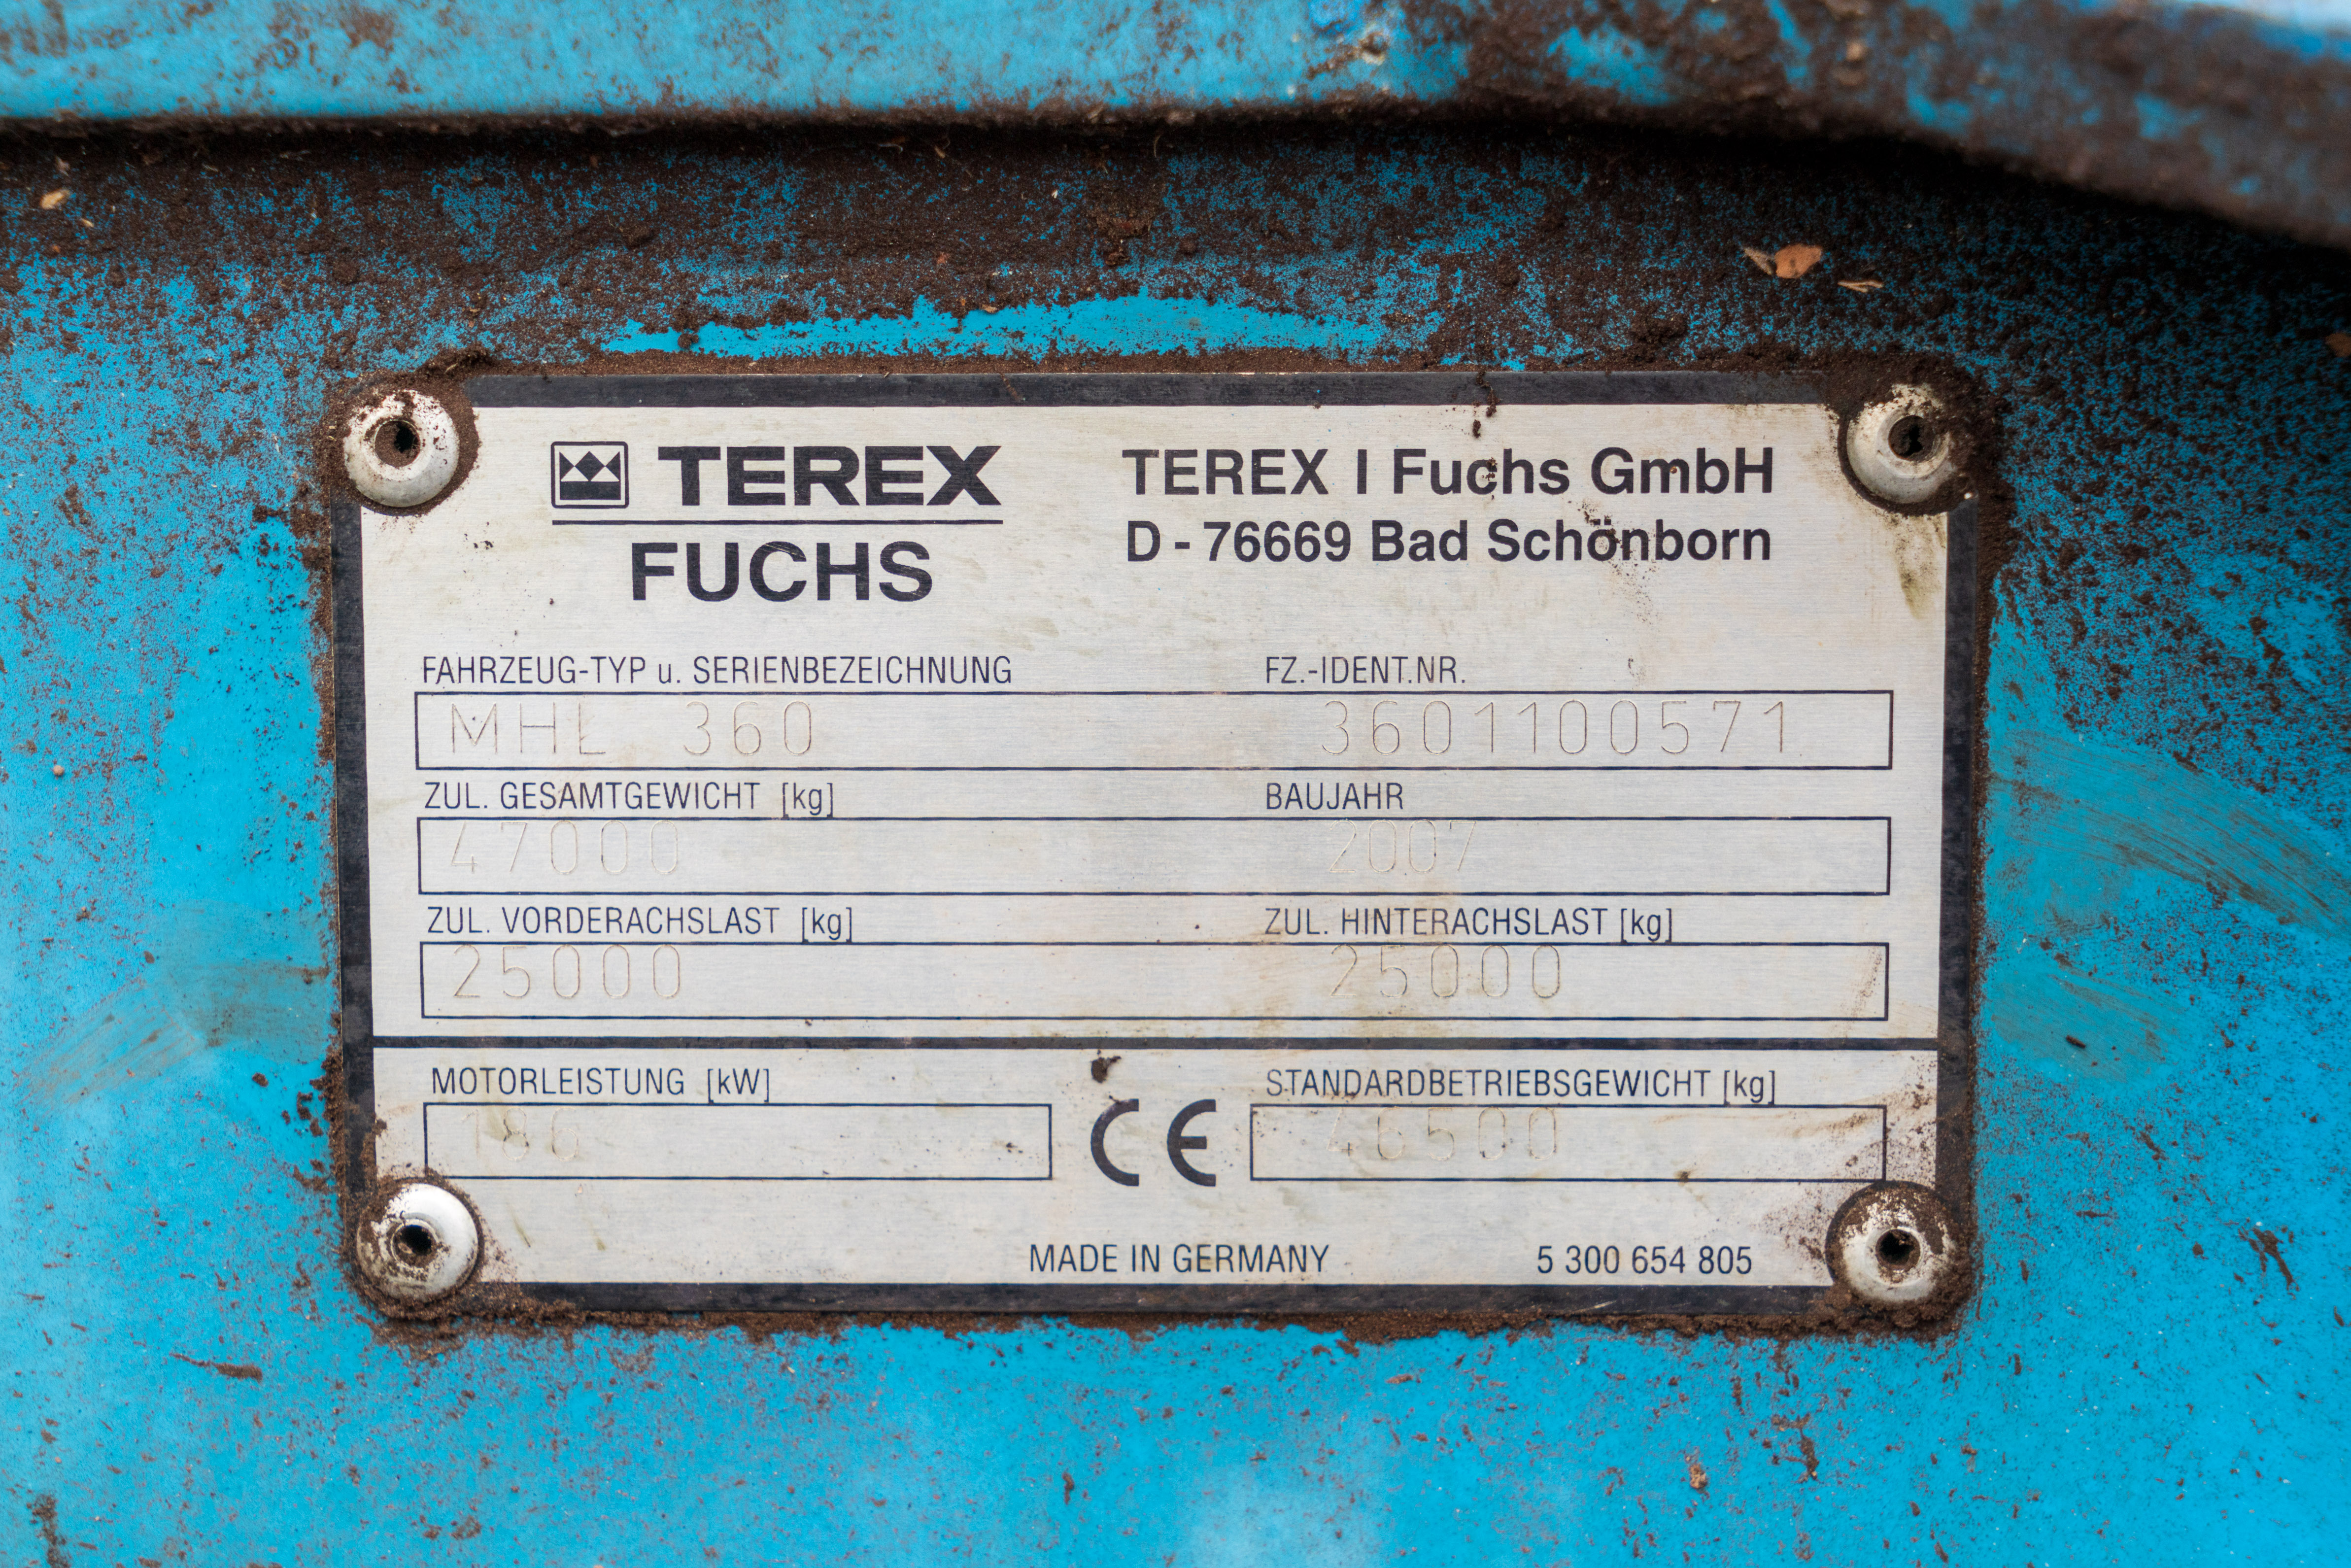 TEREX
FUCHS
TEREX I Fuchs GmbH
D - 76669 Bad Schönborn
FAHRZEUG-TYP u. SERIENBEZEICHNUNG FZ.-IDENT.NR.
MHL 360 3601100571
ZUL. GESAMTGEWICHT [kg] BAUJAHR
47000 2007
ZUL. VORDERACHSLAST [kg] ZUL. HINTERACHSLAST [kg]
25000 25000
MOTORLEISTUNG [kW] STANDARDBETRIEBSGEWICHT [kg]
186 CE 46500
MADE IN GERMANY 5 300 654 805